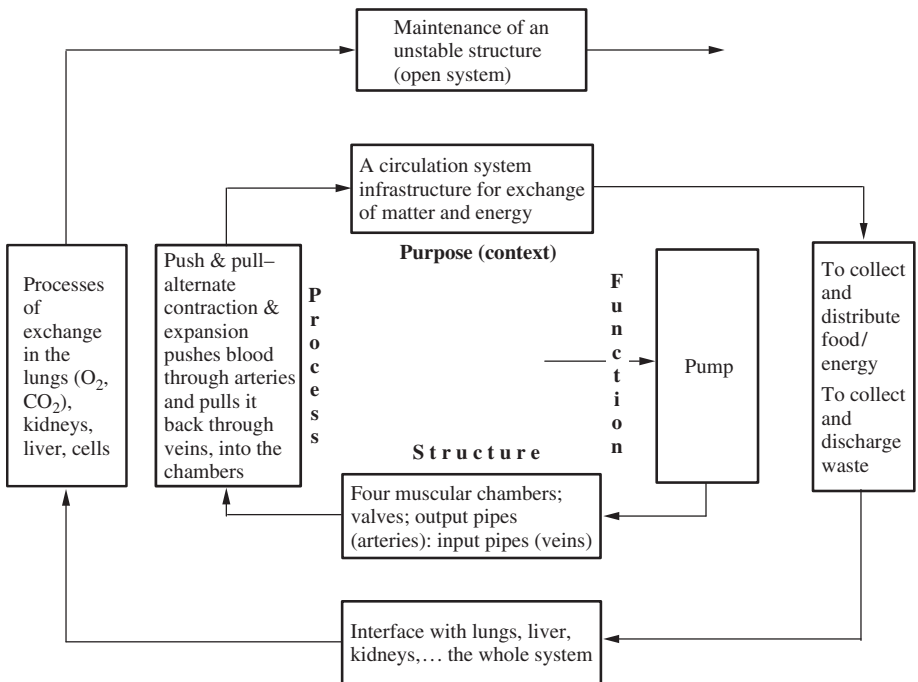 Maintenance of an
unstable structure
(open system)
A circulation system
infrastructure for exchange
of matter and energy
Purpose (context)
Processes
of
exchange
in the
lungs (O₂,
CO₂),
kidneys,
liver, cells
Push & pull–
alternate
contraction &
expansion
pushes blood
through arteries
and pulls it
back through
veins, into the
chambers
Process
Function
Pump
To collect
and
distribute
food/
energy
To collect
and
discharge
waste
Structure
Four muscular chambers;
valves; output pipes
(arteries): input pipes (veins)
Interface with lungs, liver,
kidneys,… the whole system